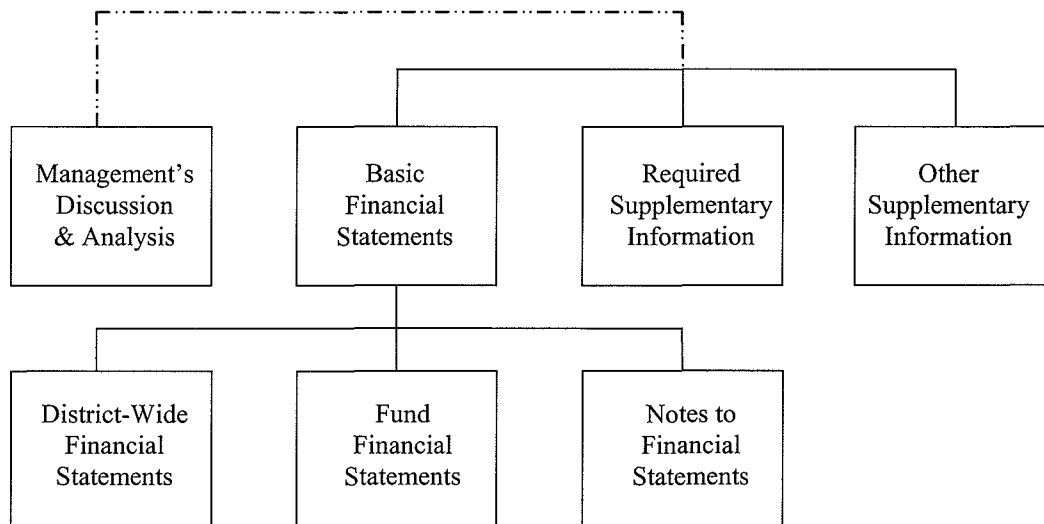 Management's
Discussion
& Analysis
Basic
Financial
Statements
Required
Supplementary
Information
Other
Supplementary
Information
District-Wide
Financial
Statements
Fund
Financial
Statements
Notes to
Financial
Statements